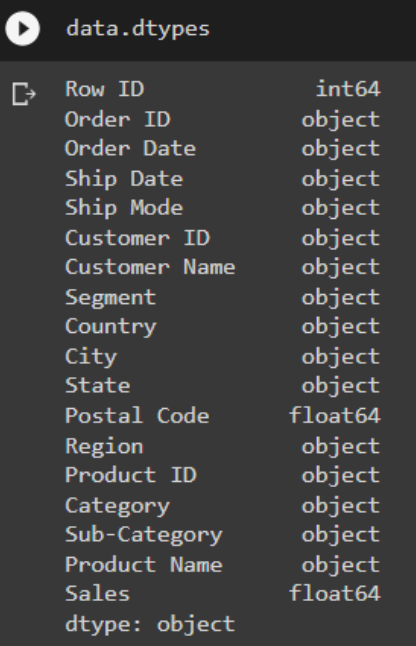 data.dtypes
Row ID int64
Order ID object
Order Date object
Ship Date object
Ship Mode object
Customer ID object
Customer Name object
Segment object
Country object
City object
State object
Postal Code float64
Region object
Product ID object
Category object
Sub-Category object
Product Name object
Sales float64
dtype: object